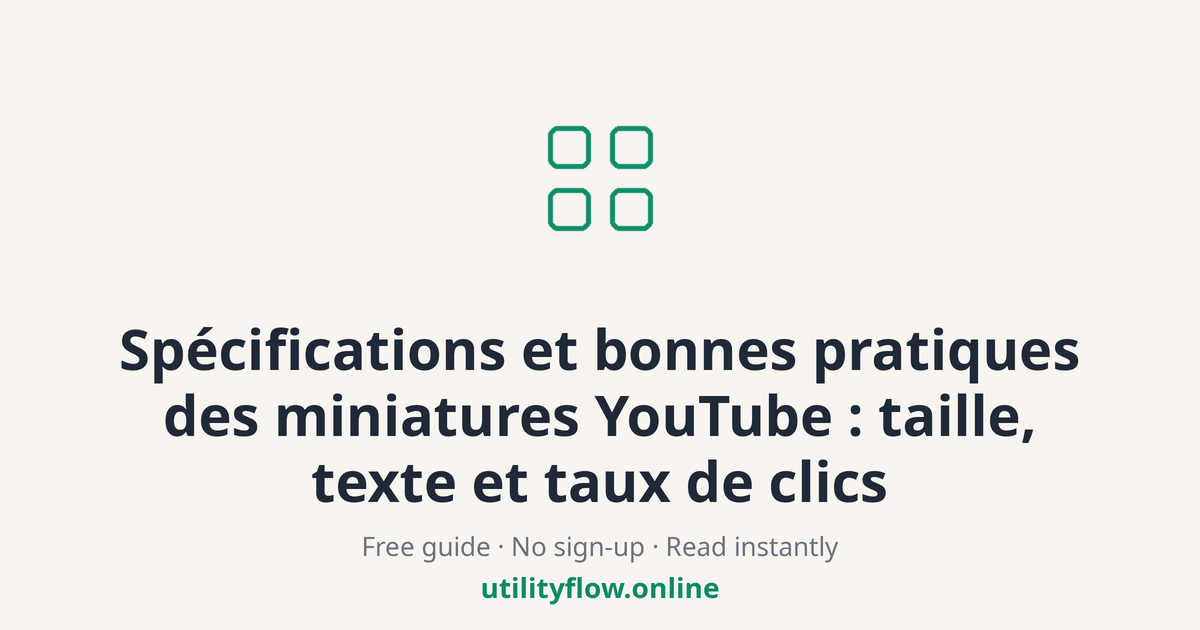 Spécifications et bonnes pratiques
des miniatures YouTube : taille,
texte et taux de clics
Free guide · No sign-up · Read instantly
utilityflow.online